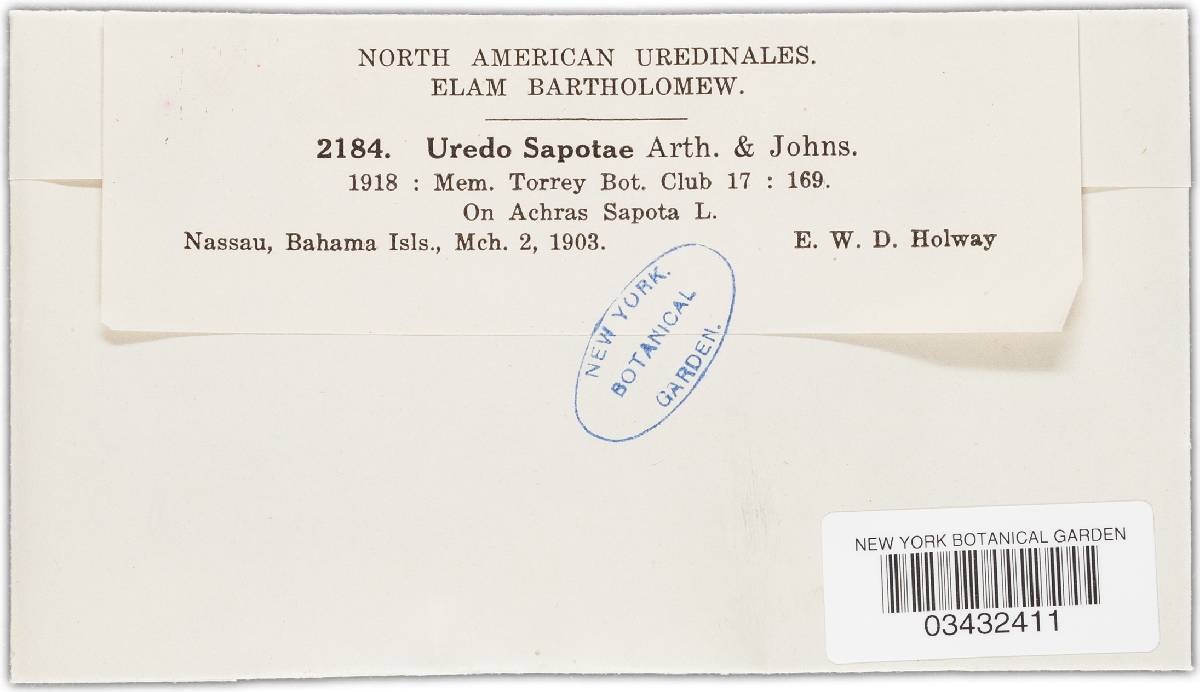 NORTH AMERICAN UREDINALES.
ELAM BARTHOLOMEW.
2184. Uredo Sapotae Arth. & Johns.
1918 : Mem. Torrey Bot. Club 17 : 169.
On Achras Sapota L.
Nassau, Bahama Isls., Mch. 2, 1903. E. W. D. Holway
NEW YORK.
BOTANICAL
GARDEN.
NEW YORK BOTANICAL GARDEN
03432411